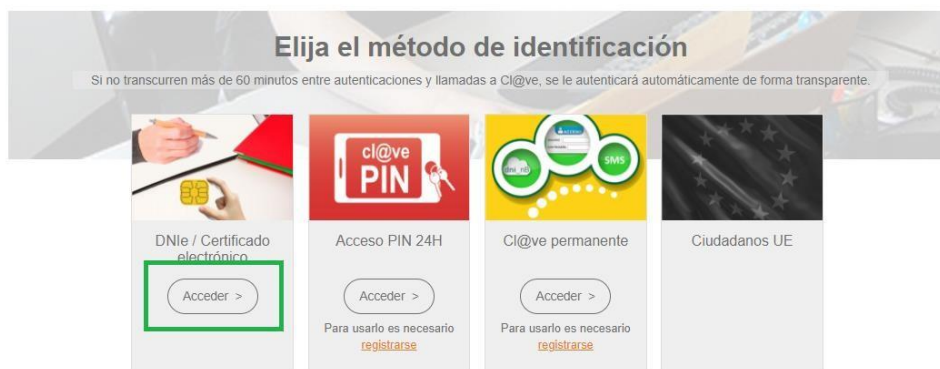 Elija el método de identificación
Si no transcurren más de 60 minutos entre autenticaciones y llamadas a Cl@ve, se le autenticará automáticamente de forma transparente.
cl@ve
PIN
SMS
DNIe / Certificado
electrónico
Acceder >
Acceso PIN 24H
Acceder >
Para usarlo es necesario
registrarse
Cl@ve permanente
Acceder >
Para usarlo es necesario
registrarse
Ciudadanos UE